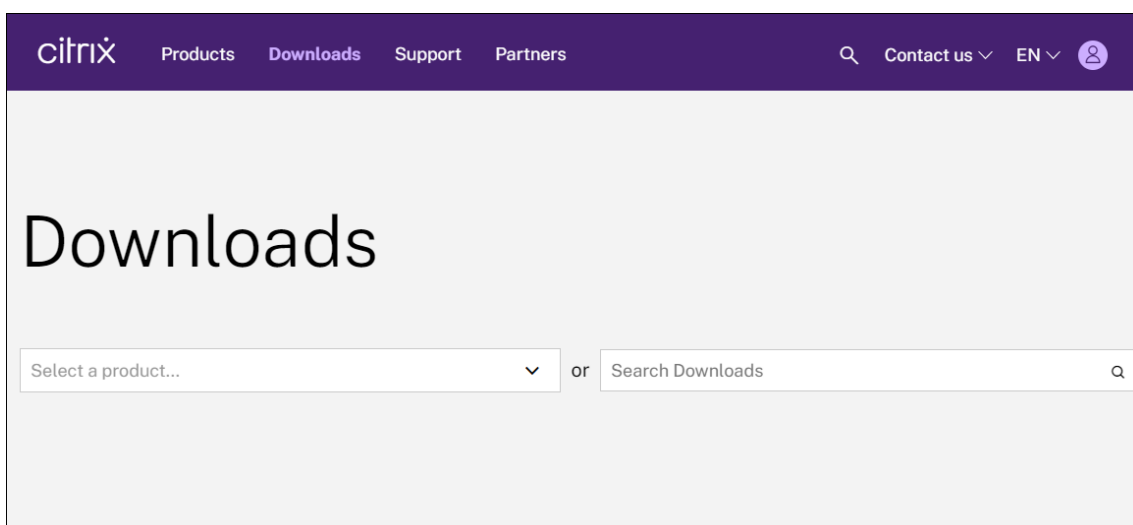 citrix Products Downloads Support Partners Contact us EN
Downloads
Select a product... or Search Downloads